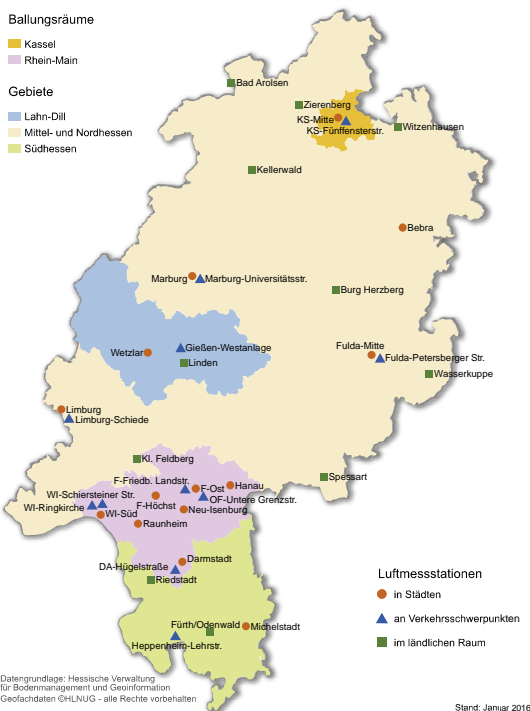 Ballungsräume
Kassel
Rhein-Main
Gebiete
Lahn-Dill
Mittel- und Nordhessen
Südhessen
Bad Arolsen
Zierenberg
KS-Mitte
KS-Fünffensterstr.
Witzenhausen
Kellerwald
Bebra
Marburg
Marburg-Universitätsstr.
Burg Herzberg
Gießen-Westanlage
Wetzlar
Linden
Fulda-Mitte
Fulda-Petersberger Str.
Wasserkuppe
Limburg
Limburg-Schiede
Kl. Feldberg
Spessart
F-Friedb. Landstr.
F-Ost
Hanau
WI-Schiersteiner Str.
OF-Untere Grenzstr.
WI-Ringkirche
F-Höchst
Neu-Isenburg
WI-Süd
Raunheim
Darmstadt
DA-Hügelstraße
Riedstadt
Luftmessstationen
in Städten
an Verkehrsschwerpunkten
im ländlichen Raum
Fürth/Odenwald
Michelstadt
Heppenheim-Lehrstr.
Datengrundlage: Hessische Verwaltung
für Bodenmanagement und Geoinformation
Geofachdaten ©HLNUG - alle Rechte vorbehalten
Stand: Januar 2016